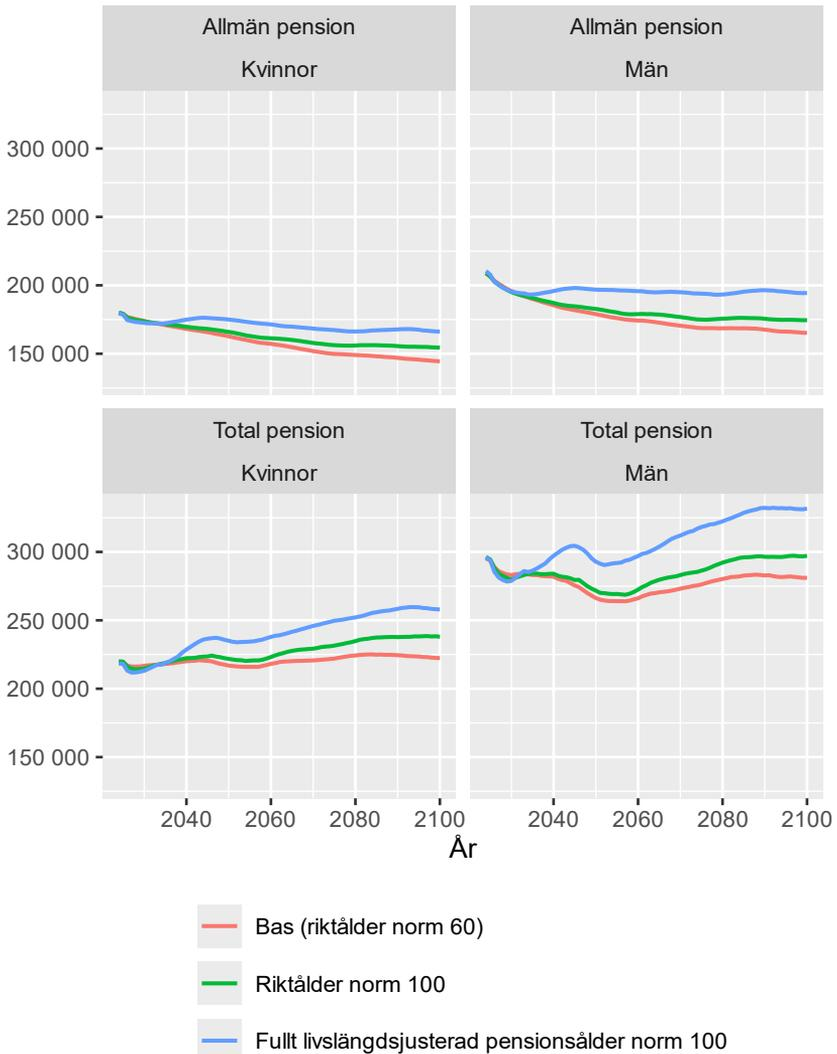 Allmän pension
Kvinnor
Allmän pension
Män
300 000
250 000
200 000
150 000
Total pension
Kvinnor
Total pension
Män
300 000
250 000
200 000
150 000
2040 2060 2080 2100 2040 2060 2080 2100
År
Bas (riktålder norm 60)
Riktålder norm 100
Fullt livslängdsjusterad pensionsålder norm 100